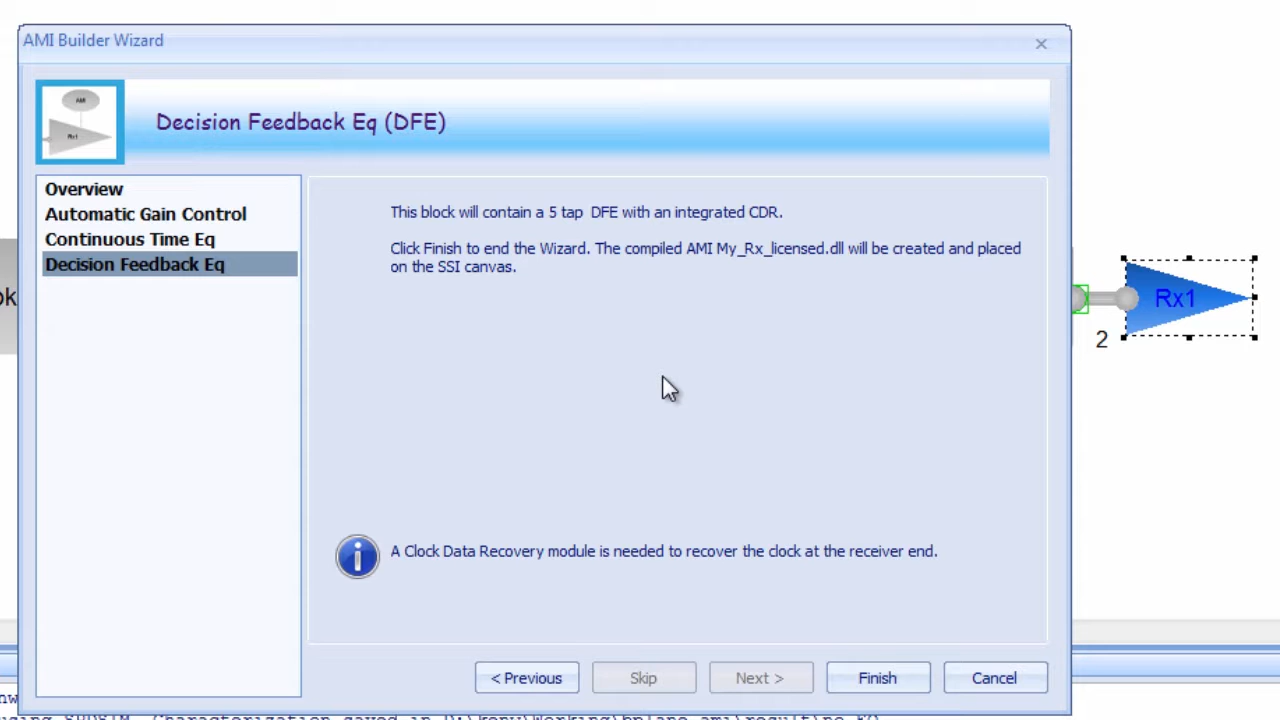 AMI Builder Wizard
AMI
Rx1
Decision Feedback Eq (DFE)
Overview
Automatic Gain Control
Continuous Time Eq
Decision Feedback Eq
This block will contain a 5 tap DFE with an integrated CDR.
Click Finish to end the Wizard. The compiled AMI My_Rx_licensed.dll will be created and placed
on the SSI canvas.
A Clock Data Recovery module is needed to recover the clock at the receiver end.
< Previous
Skip
Next >
Finish
Cancel
Rx1
2